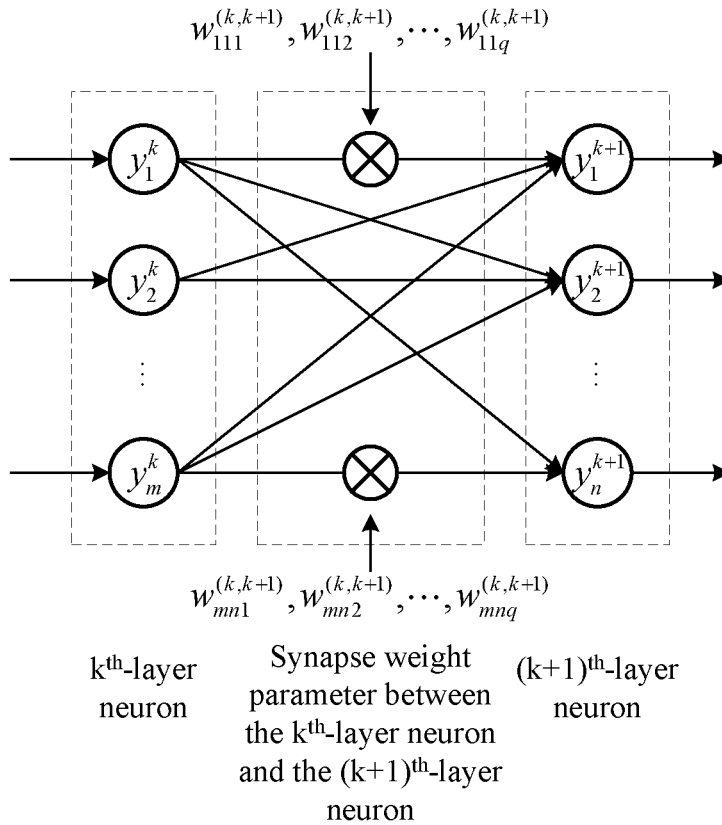 w_{111}^{(k,k+1)}, w_{112}^{(k,k+1)}, ⋯, w_{11q}^{(k,k+1)}
y_1^k y_1^{k+1}
y_2^k y_2^{k+1}
⋮ ⋮
y_m^k y_n^{k+1}
w_{mn1}^{(k,k+1)}, w_{mn2}^{(k,k+1)}, ⋯, w_{mnq}^{(k,k+1)}
k^{th}-layer
neuron
Synapse weight
parameter between
the k^{th}-layer neuron
and the (k+1)^{th}-layer
neuron
(k+1)^{th}-layer
neuron